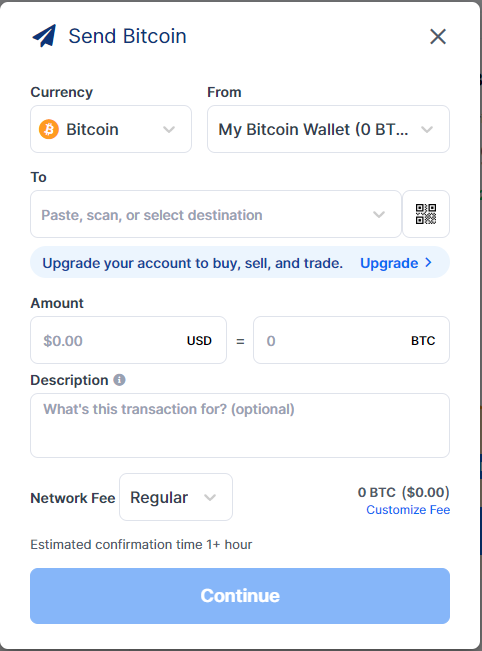 Send Bitcoin
Currency
From
Bitcoin
My Bitcoin Wallet (0 BT...
To
Paste, scan, or select destination
Upgrade your account to buy, sell, and trade. Upgrade
Amount
$0.00 USD = 0 BTC
Description
What's this transaction for? (optional)
Network Fee Regular 0 BTC ($0.00)
Customize Fee
Estimated confirmation time 1+ hour
Continue